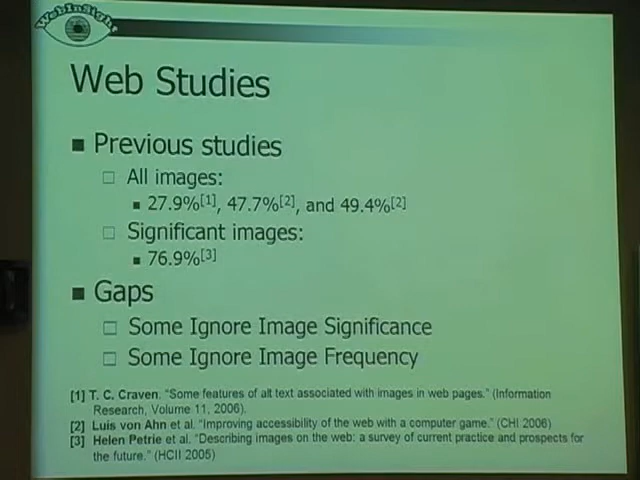 WebInSight
Web Studies
■ Previous studies
□ All images:
▪ 27.9%[1], 47.7%[2], and 49.4%[2]
□ Significant images:
▪ 76.9%[3]
■ Gaps
□ Some Ignore Image Significance
□ Some Ignore Image Frequency
[1] T. C. Craven. "Some features of alt text associated with images in web pages." (Information
Research, Volume 11, 2006).
[2] Luis von Ahn et al. "Improving accessibility of the web with a computer game." (CHI 2006)
[3] Helen Petrie et al. "Describing images on the web: a survey of current practice and prospects for
the future." (HCII 2005)